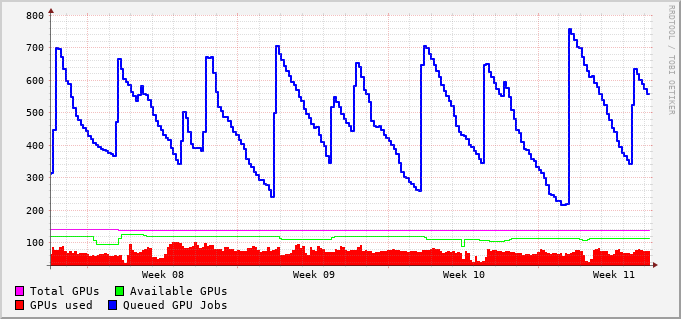 800
700
600
500
400
300
200
100
Week 08 Week 09 Week 10 Week 11
Total GPUs Available GPUs
GPUs used Queued GPU Jobs
RRDTOOL / TOBI OETIKER